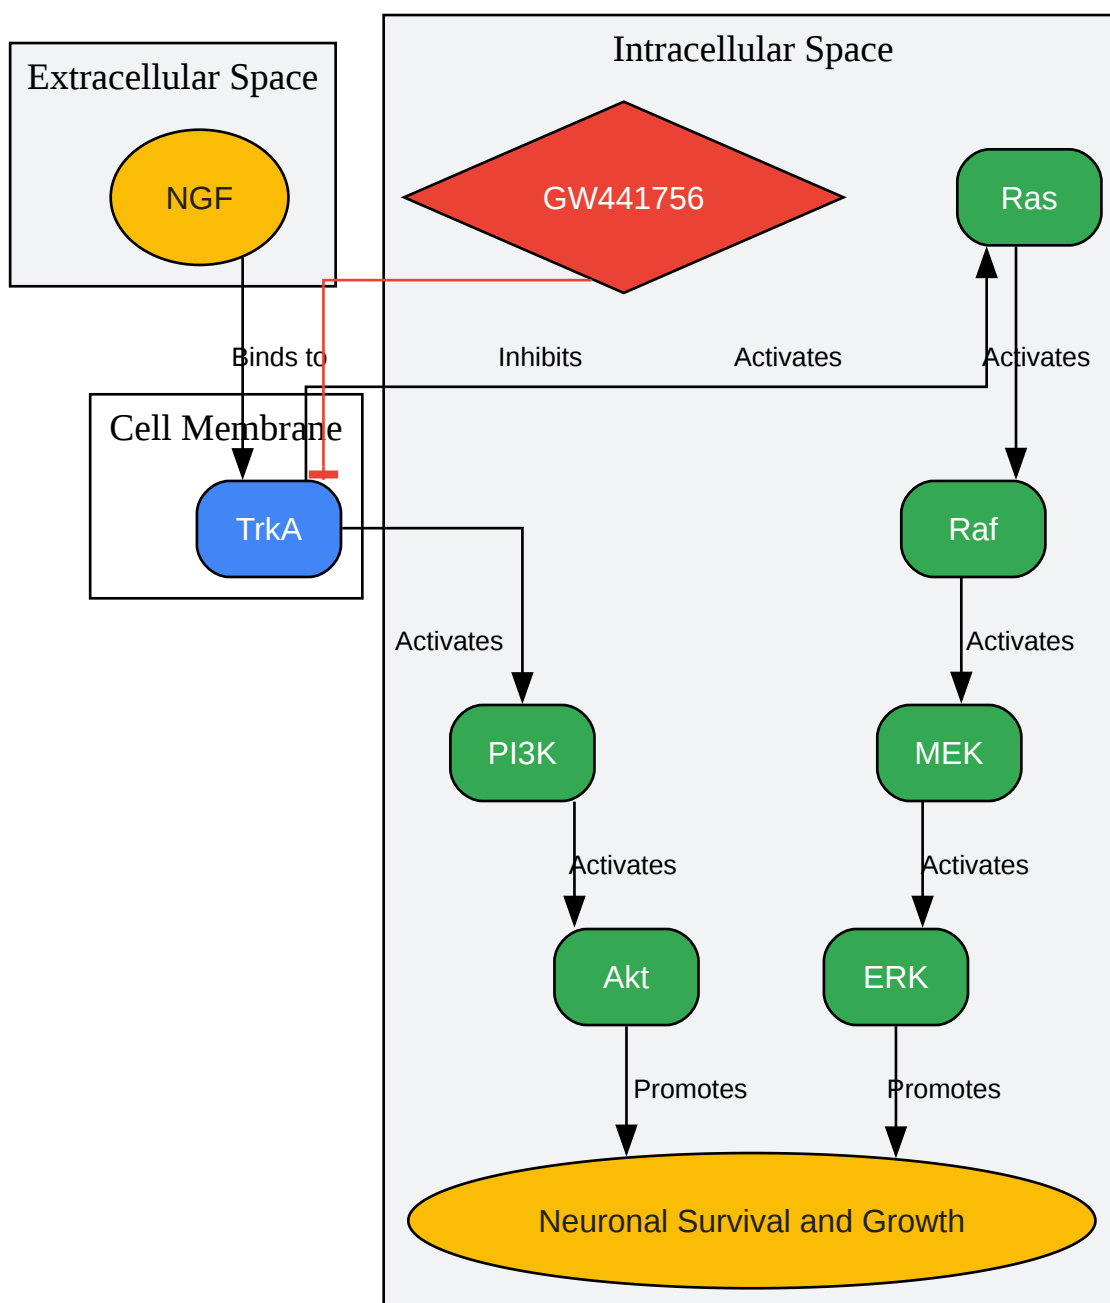 Intracellular Space
Extracellular Space
NGF
GW441756
Ras
Binds to
Inhibits
Activates
Activates
Cell Membrane
TrkA
Raf
Activates
Activates
PI3K
MEK
Activates
Activates
Akt
ERK
Promotes
Promotes
Neuronal Survival and Growth